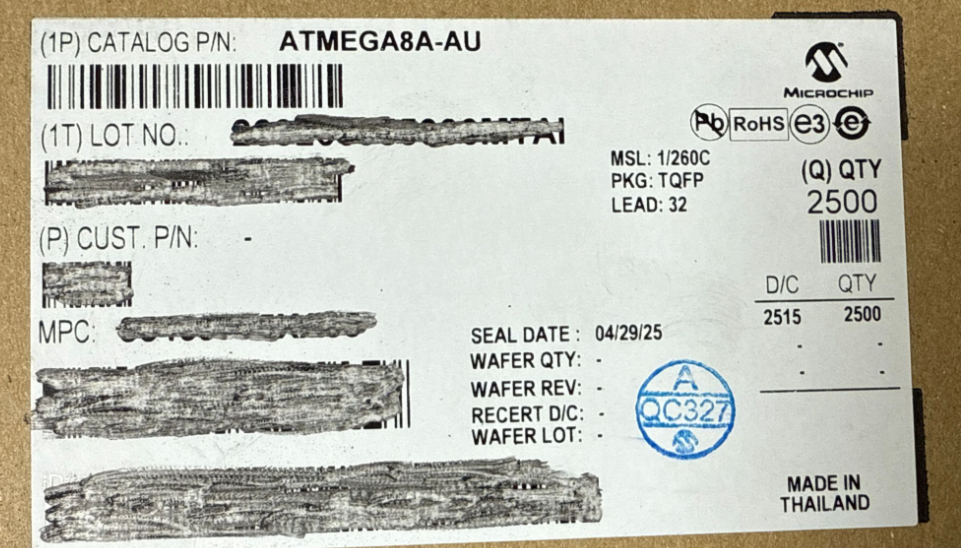 (1P) CATALOG P/N: ATMEGA8A-AU
MICROCHIP
(1T) LOT NO.:
Pb RoHS e3 e
MSL: 1/260C
PKG: TQFP
LEAD: 32
(Q) QTY
2500
(P) CUST. P/N: -
D/C QTY
2515 2500
- -
- -
MPC:
SEAL DATE : 04/29/25
WAFER QTY: -
WAFER REV: -
RECERT D/C: -
WAFER LOT: -
A
QC327
MADE IN
THAILAND